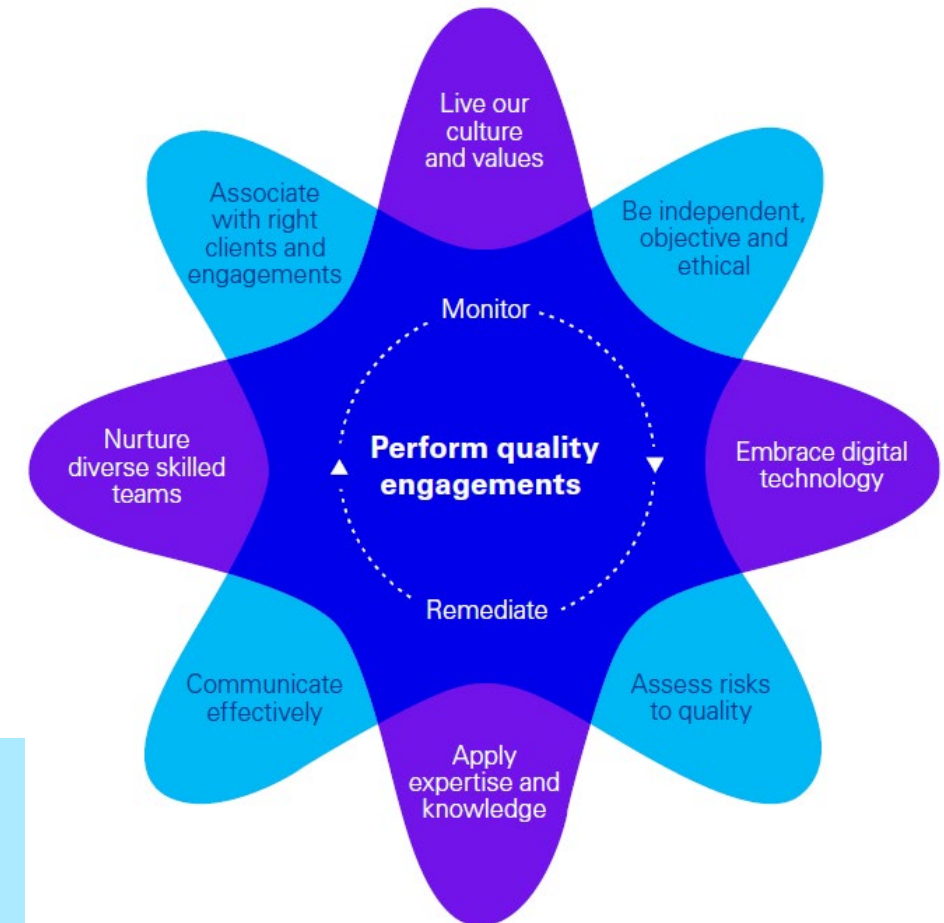 Live our
culture
and values
Associate
with right
clients and
engagements
Be independent,
objective and
ethical
Monitor
Nurture
diverse skilled
teams
Perform quality
engagements
Embrace digital
technology
Remediate
Communicate
effectively
Assess risks
to quality
Apply
expertise and
knowledge